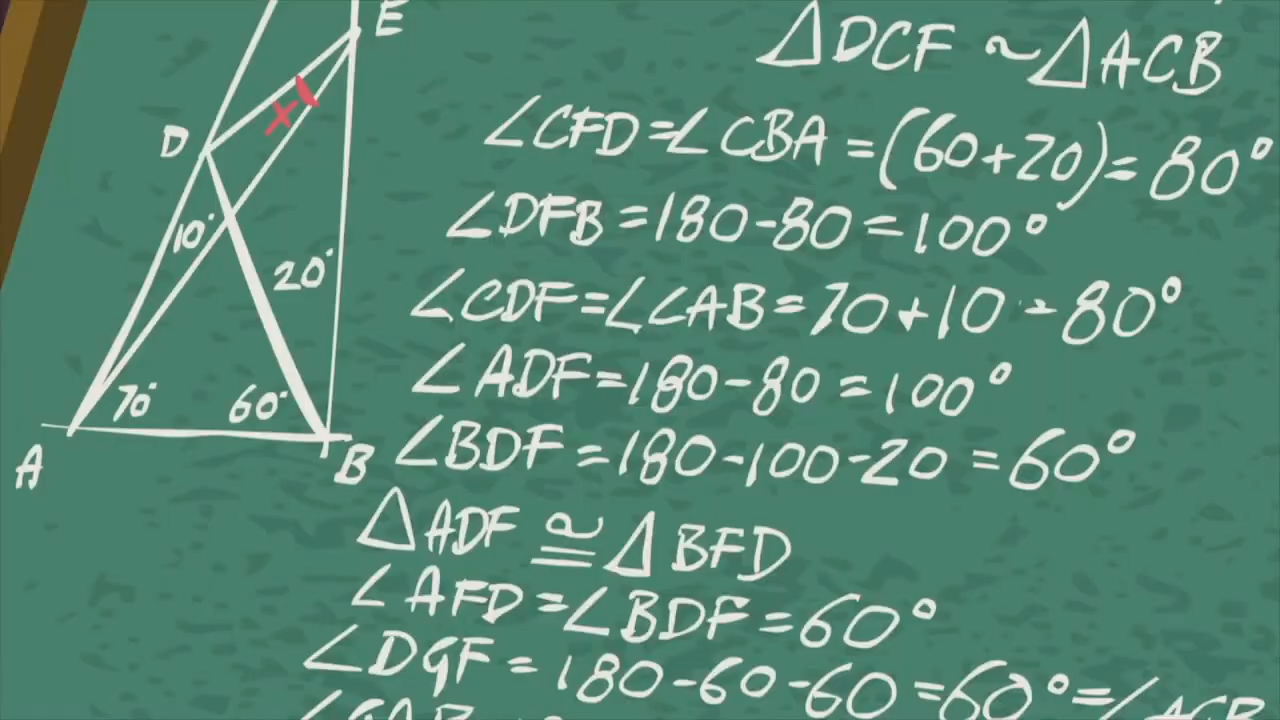 E
△DCF ~△ACB
D
∠CFD=∠CBA=(60+20)=80°
x
10°
∠DFB=180-80=100°
20°
∠CDF=∠CAB=70+10-80°
∠ADF=180-80=100°
70°
60°
A
B
∠BDF=180-100-20=60°
△ADF≅△BFD
∠AFD=∠BDF=60°
∠DGF=180-60-60=60°=∠ACB